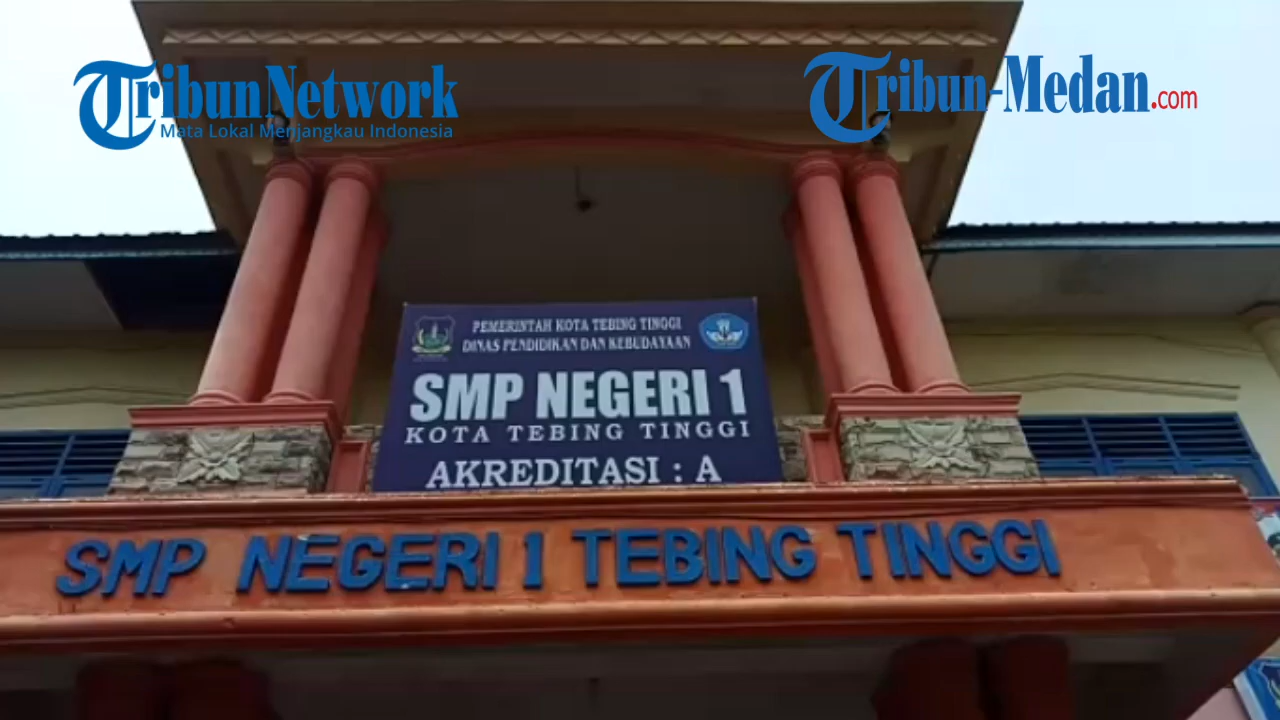 TribunNetwork
Mata Lokal Menjangkau Indonesia
Tribun-Medan.com
PEMERINTAH KOTA TEBING TINGGI
DINAS PENDIDIKAN DAN KEBUDAYAAN
SMP NEGERI 1
KOTA TEBING TINGGI
AKREDITASI : A
SMP NEGERI 1 TEBING TINGGI